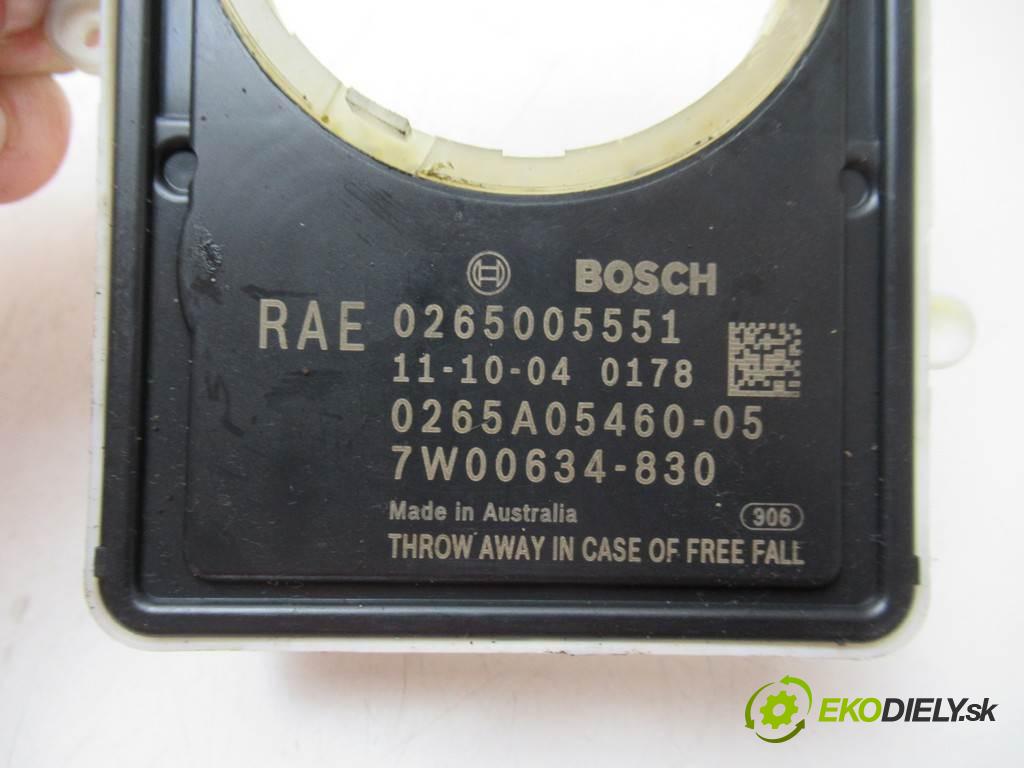 BOSCH
RAE 0265005551
11-10-04 0178
0265A05460-05
7W00634-830
Made in Australia 906
THROW AWAY IN CASE OF FREE FALL
EKODIELY.sk